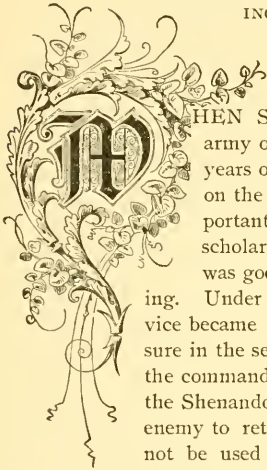 INC
WHEN S
army o
years o
on the
portant
scholar
was goo
ing. Under
vice became
sure in the se
the command
the Shenando
enemy to ret
not be used